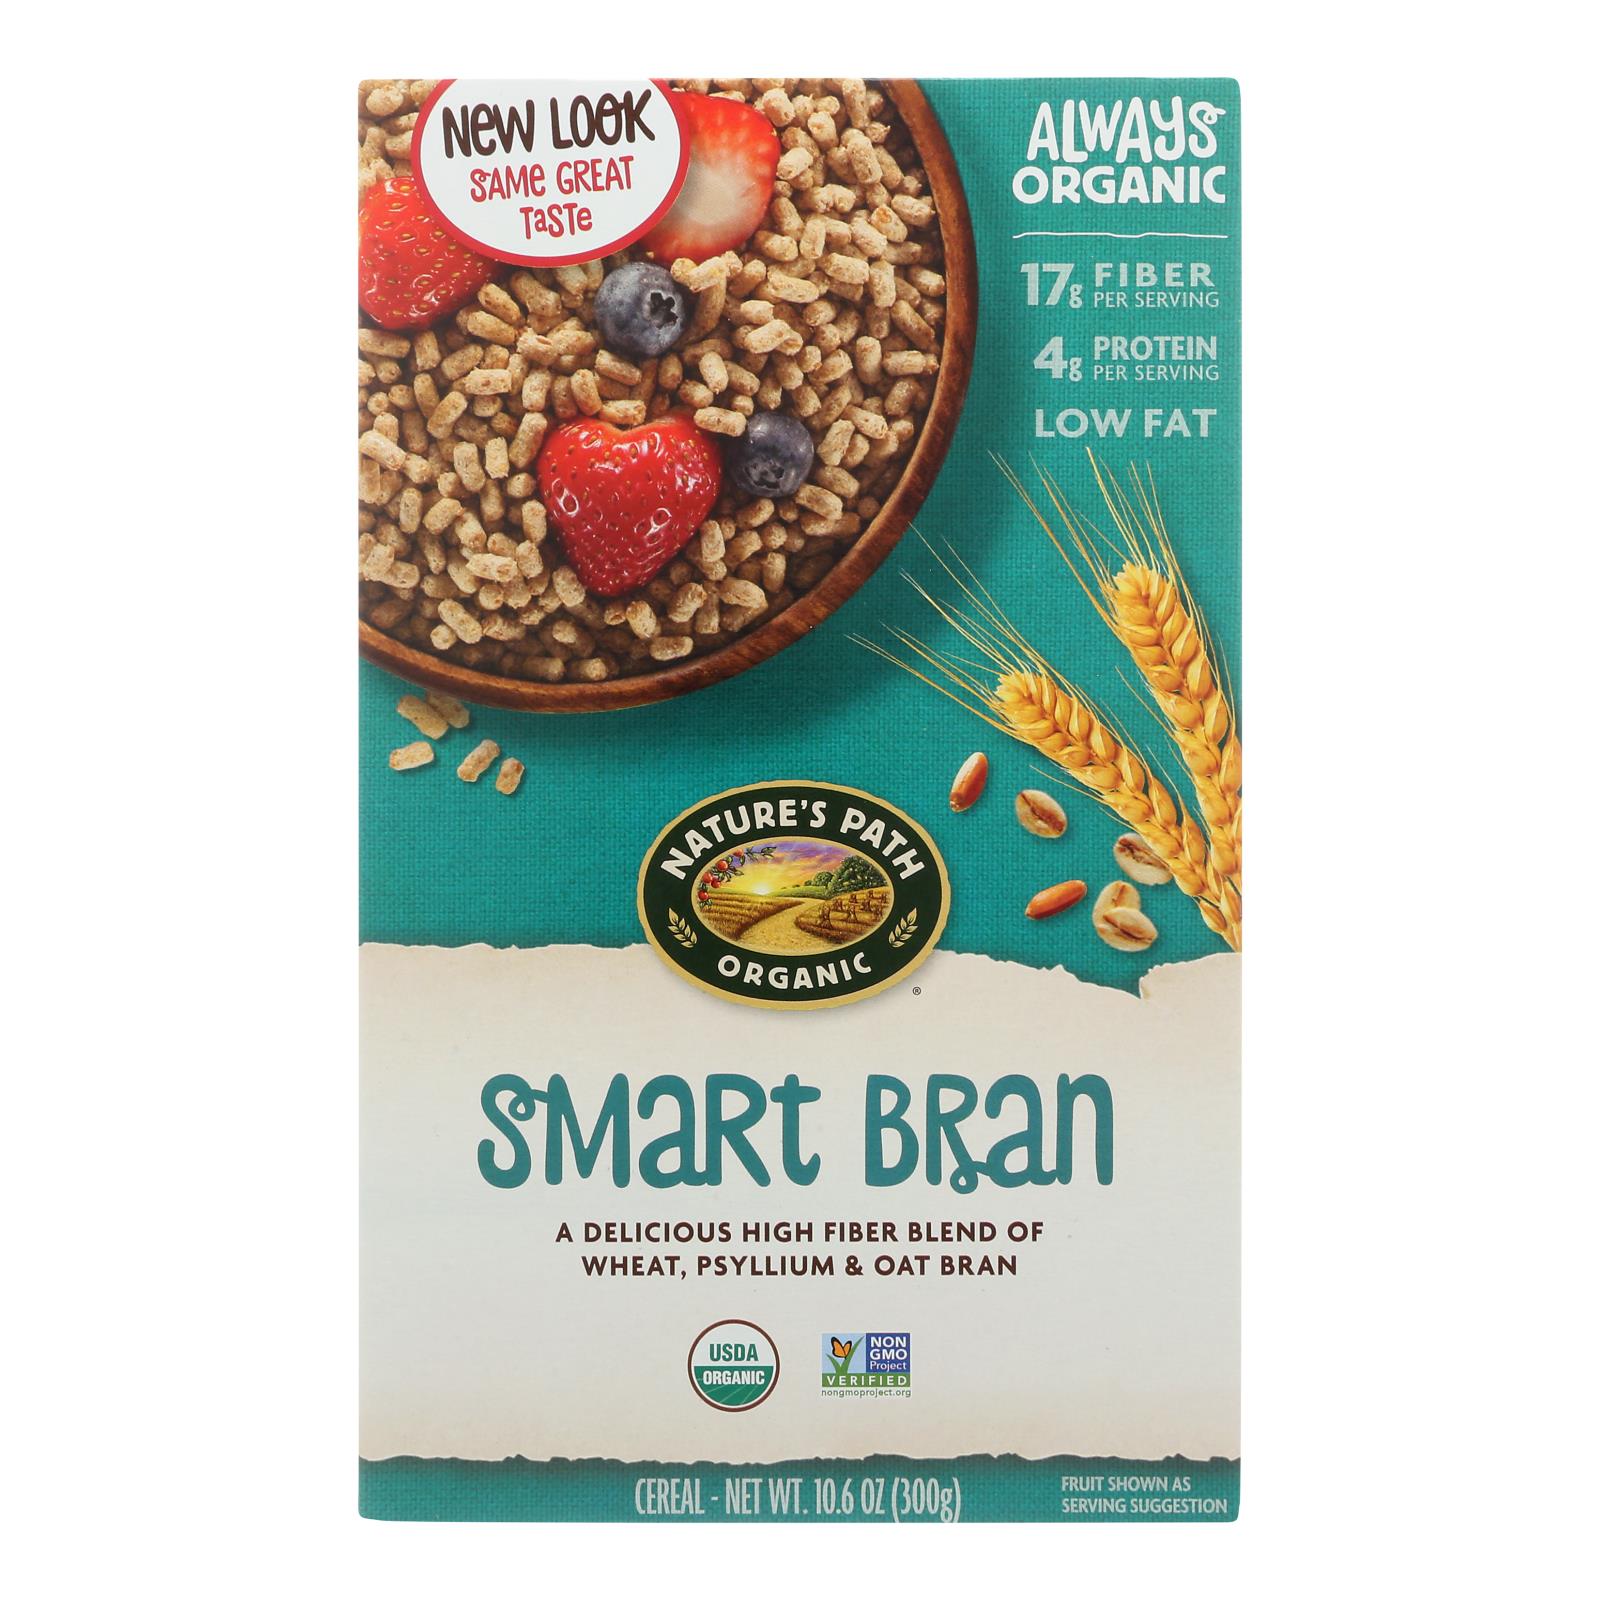 NEW LOOK
SAME GREAT
TaSTe
ALWAYS
ORGANIC
17g FIBER
PER SERVING
4g PROTEIN
PER SERVING
LOW FAT
NATURE'S PATH
ORGANIC
®
SMaRt BRan
A DELICIOUS HIGH FIBER BLEND OF
WHEAT, PSYLLIUM & OAT BRAN
USDA
ORGANIC
NON
GMO
Project
VERIFIED
nongmoproject.org
CEREAL - NET WT. 10.6 OZ (300g)
FRUIT SHOWN AS
SERVING SUGGESTION